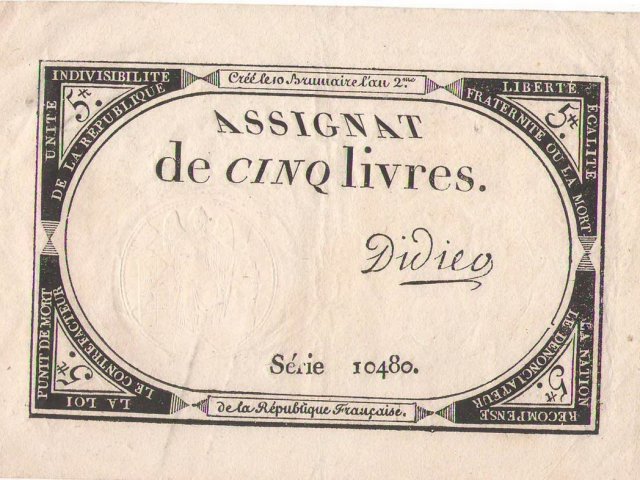 UNITÉ INDIVISIBILITÉ
DE LA RÉPUBLIQUE
5#.
Créé le 10 Brumaire l'an 2.me
LIBERTÉ EGALITÉ
FRATERNITÉ OU LA MORT
5#.
ASSIGNAT
de CINQ livres.
Didier
Série 10480.
LA LOI PUNIT DE MORT
LE CONTREFACTEUR
5#.
de la République Française.
LA NATION RÉCOMPENSE
LE DÉNONCIATEUR
5#.